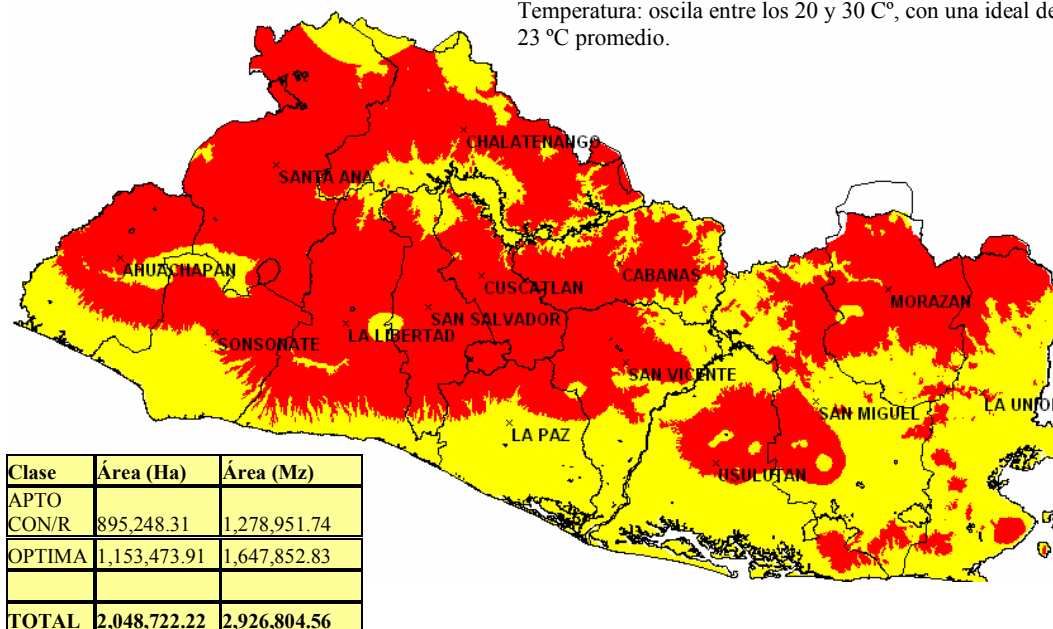 Temperatura: oscila entre los 20 y 30 Cº, con una ideal de
23 ºC promedio.
CHALATENANGO
SANTA ANA
AHUACHAPAN
CABANAS
CUSCATLAN
MORAZAN
SAN SALVADOR
LA LIBERTAD
SONSONATE
SAN VICENTE
LA UNION
SAN MIGUEL
LA PAZ
USULUTAN
Clase Área (Ha) Área (Mz)
APTO
CON/R 895,248.31 1,278,951.74
OPTIMA 1,153,473.91 1,647,852.83
TOTAL 2,048,722.22 2,926,804.56